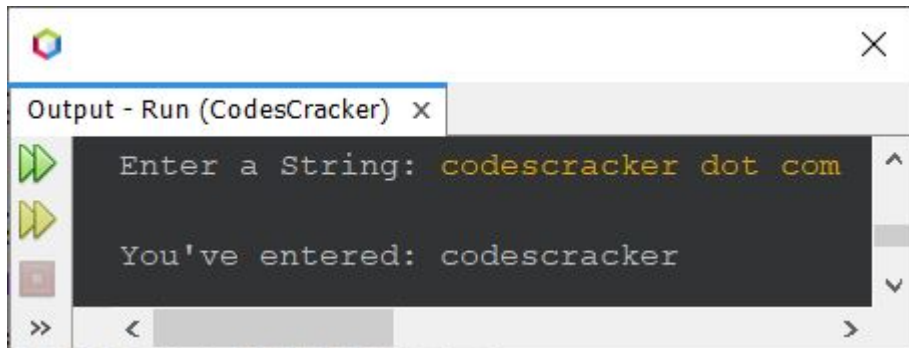 Output - Run (CodesCracker) x
Enter a String: codescracker dot com
You've entered: codescracker